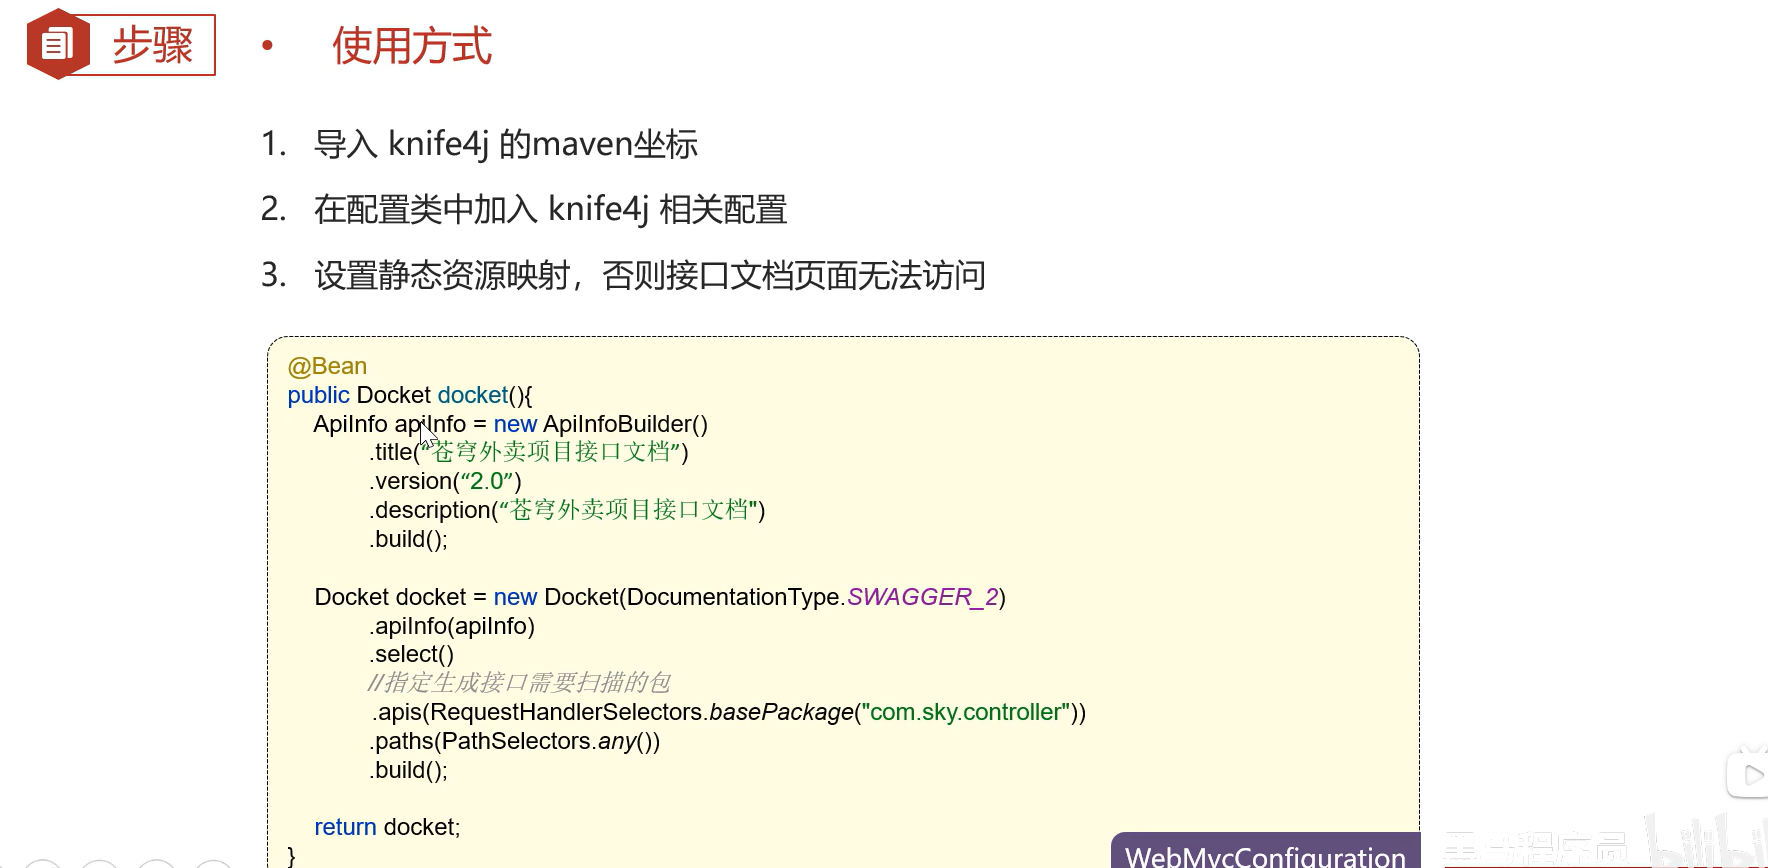 步骤
• 使用方式
1. 导入 knife4j 的maven坐标
2. 在配置类中加入 knife4j 相关配置
3. 设置静态资源映射，否则接口文档页面无法访问
@Bean
public Docket docket(){
ApiInfo apiInfo = new ApiInfoBuilder()
.title(“苍穹外卖项目接口文档”)
.version(“2.0”)
.description(“苍穹外卖项目接口文档")
.build();
Docket docket = new Docket(DocumentationType.SWAGGER_2)
.apiInfo(apiInfo)
.select()
//指定生成接口需要扫描的包
.apis(RequestHandlerSelectors.basePackage("com.sky.controller"))
.paths(PathSelectors.any())
.build();
return docket;
}
WebMvcConfiguration